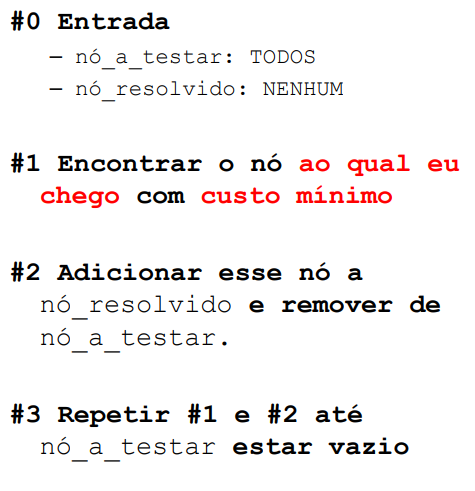 #0 Entrada
– nó_a_testar: TODOS
– nó_resolvido: NENHUM
#1 Encontrar o nó ao qual eu
chego com custo mínimo
#2 Adicionar esse nó a
nó_resolvido e remover de
nó_a_testar.
#3 Repetir #1 e #2 até
nó_a_testar estar vazio